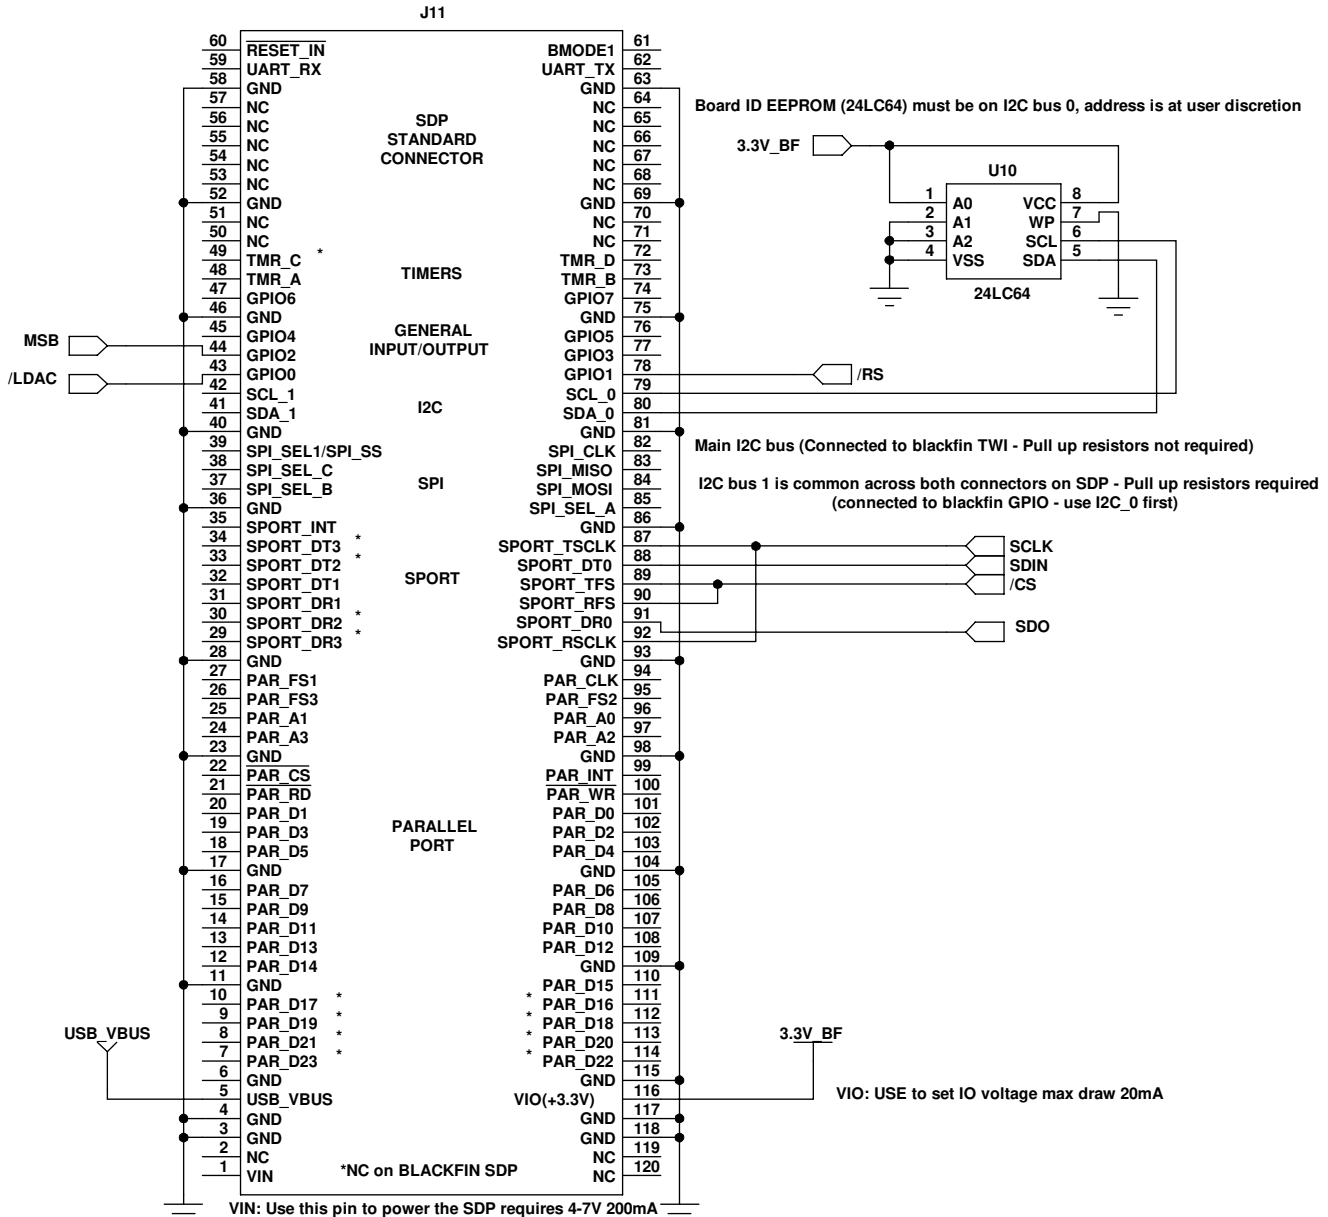 J11
60 RESET_IN BMODE1 61
59 UART_RX UART_TX 62
58 GND GND 63
57 NC NC 64
56 NC NC 65
55 NC NC 66
54 NC NC 67
53 NC NC 68
52 GND GND 69
51 NC NC 70
50 NC NC 71
49 TMR_C * TMR_D 72
48 TMR_A TMR_B 73
47 GPIO6 GPIO7 74
46 GND GND 75
45 GPIO4 GPIO5 76
44 GPIO2 GPIO3 77
43 GPIO0 GPIO1 78
42 SCL_1 SCL_0 79
41 SDA_1 SDA_0 80
40 GND GND 81
39 SPI_SEL1/SPI_SS SPI_CLK 82
38 SPI_SEL_C SPI_MISO 83
37 SPI_SEL_B SPI_MOSI 84
36 GND SPI_SEL_A 85
35 SPORT_INT GND 86
34 SPORT_DT3 * SPORT_TSCLK 87
33 SPORT_DT2 * SPORT_DT0 88
32 SPORT_DT1 SPORT_TFS 89
31 SPORT_DR1 SPORT_RFS 90
30 SPORT_DR2 * SPORT_DR0 91
29 SPORT_DR3 * SPORT_RSCLK 92
28 GND GND 93
27 PAR_FS1 PAR_CLK 94
26 PAR_FS3 PAR_FS2 95
25 PAR_A1 PAR_A0 96
24 PAR_A3 PAR_A2 97
23 GND GND 98
22 PAR_CS PAR_INT 99
21 PAR_RD PAR_WR 100
20 PAR_D1 PAR_D0 101
19 PAR_D3 PAR_D2 102
18 PAR_D5 PAR_D4 103
17 GND GND 104
16 PAR_D7 PAR_D6 105
15 PAR_D9 PAR_D8 106
14 PAR_D11 PAR_D10 107
13 PAR_D13 PAR_D12 108
12 PAR_D14 GND 109
11 GND PAR_D15 110
10 PAR_D17 * * PAR_D16 111
9 PAR_D19 * * PAR_D18 112
8 PAR_D21 * * PAR_D20 113
7 PAR_D23 * * PAR_D22 114
6 GND GND 115
5 USB_VBUS VIO(+3.3V) 116
4 GND GND 117
3 GND GND 118
2 NC NC 119
1 VIN *NC on BLACKFIN SDP NC 120
SDP
STANDARD
CONNECTOR
TIMERS
GENERAL
INPUT/OUTPUT
I2C
SPI
SPORT
PARALLEL
PORT
MSB
/LDAC
USB_VBUS
VIN: Use this pin to power the SDP requires 4-7V 200mA
Board ID EEPROM (24LC64) must be on I2C bus 0, address is at user discretion
3.3V_BF
U10
1 A0 VCC 8
2 A1 WP 7
3 A2 SCL 6
4 VSS SDA 5
24LC64
/RS
Main I2C bus (Connected to blackfin TWI - Pull up resistors not required)
I2C bus 1 is common across both connectors on SDP - Pull up resistors required
(connected to blackfin GPIO - use I2C_0 first)
SCLK
SDIN
/CS
SDO
3.3V_BF
VIO: USE to set IO voltage max draw 20mA